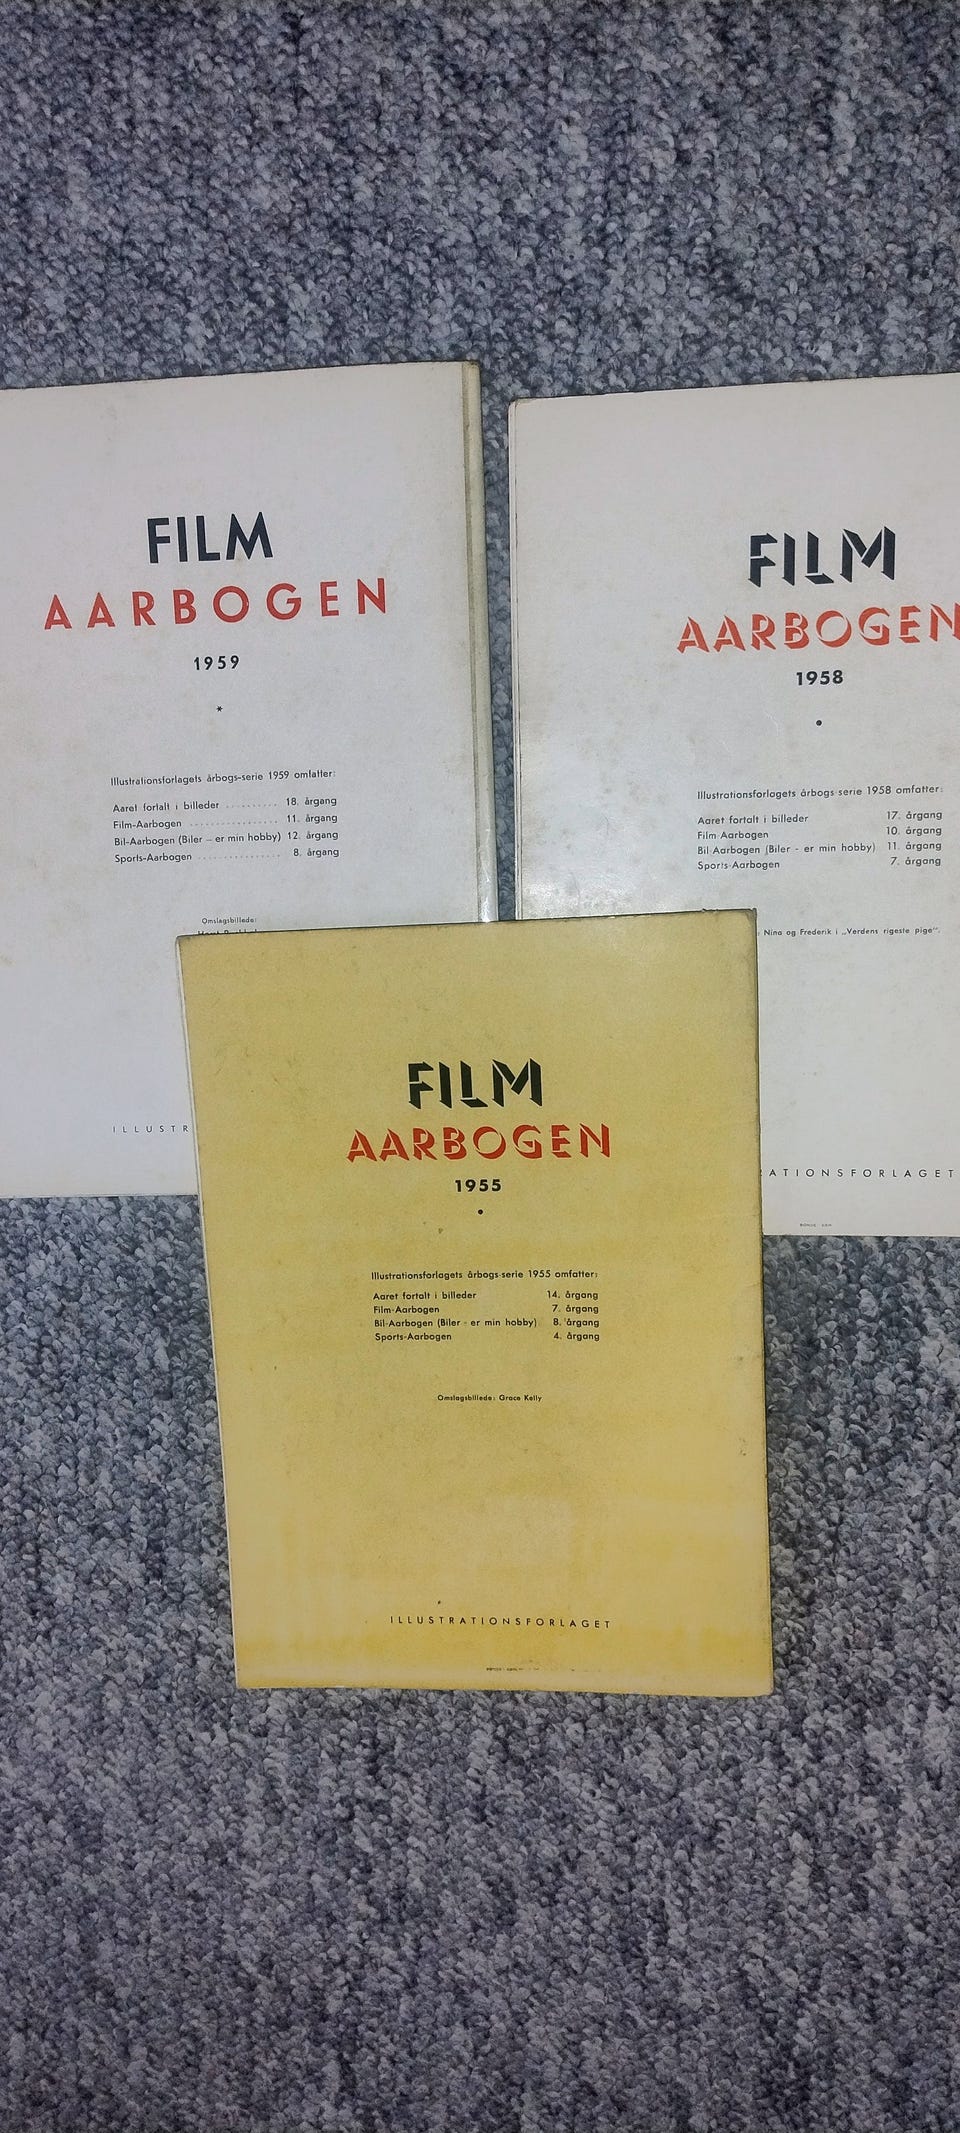 FILM
AARBOGEN
1959
*
Illustrationsforlagets årbogs-serie 1959 omfatter:
Aaret fortalt i billeder .......... 18. årgang
Film-Aarbogen ................. 11. årgang
Bil-Aarbogen (Biler - er min hobby) 12. årgang
Sports-Aarbogen ................ 8. årgang
Omslagsbillede:
ILLUSTR
FILM
AARBOGEN
1958
•
Illustrationsforlagets årbogs-serie 1958 omfatter:
Aaret fortalt i billeder 17. årgang
Film-Aarbogen 10. årgang
Bil-Aarbogen (Biler - er min hobby) 11. årgang
Sports-Aarbogen 7. årgang
: Nina og Frederik i „Verdens rigeste pige".
RATIONSFORLAGET
FILM
AARBOGEN
1955
•
Illustrationsforlagets årbogs-serie 1955 omfatter:
Aaret fortalt i billeder 14. årgang
Film-Aarbogen 7. årgang
Bil-Aarbogen (Biler - er min hobby) 8. årgang
Sports-Aarbogen 4. årgang
Omslagsbillede: Grace Kelly
ILLUSTRATIONSFORLAGET